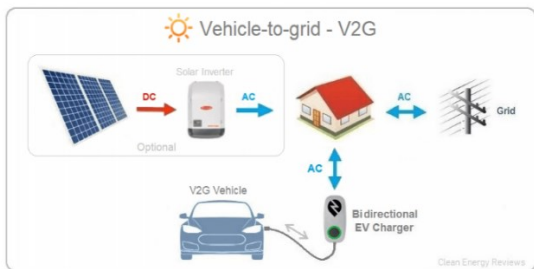 Vehicle-to-grid - V2G
Solar Inverter
DC
AC
AC
Grid
Optional
AC
V2G Vehicle
Bidirectional
EV Charger
Clean Energy Reviews